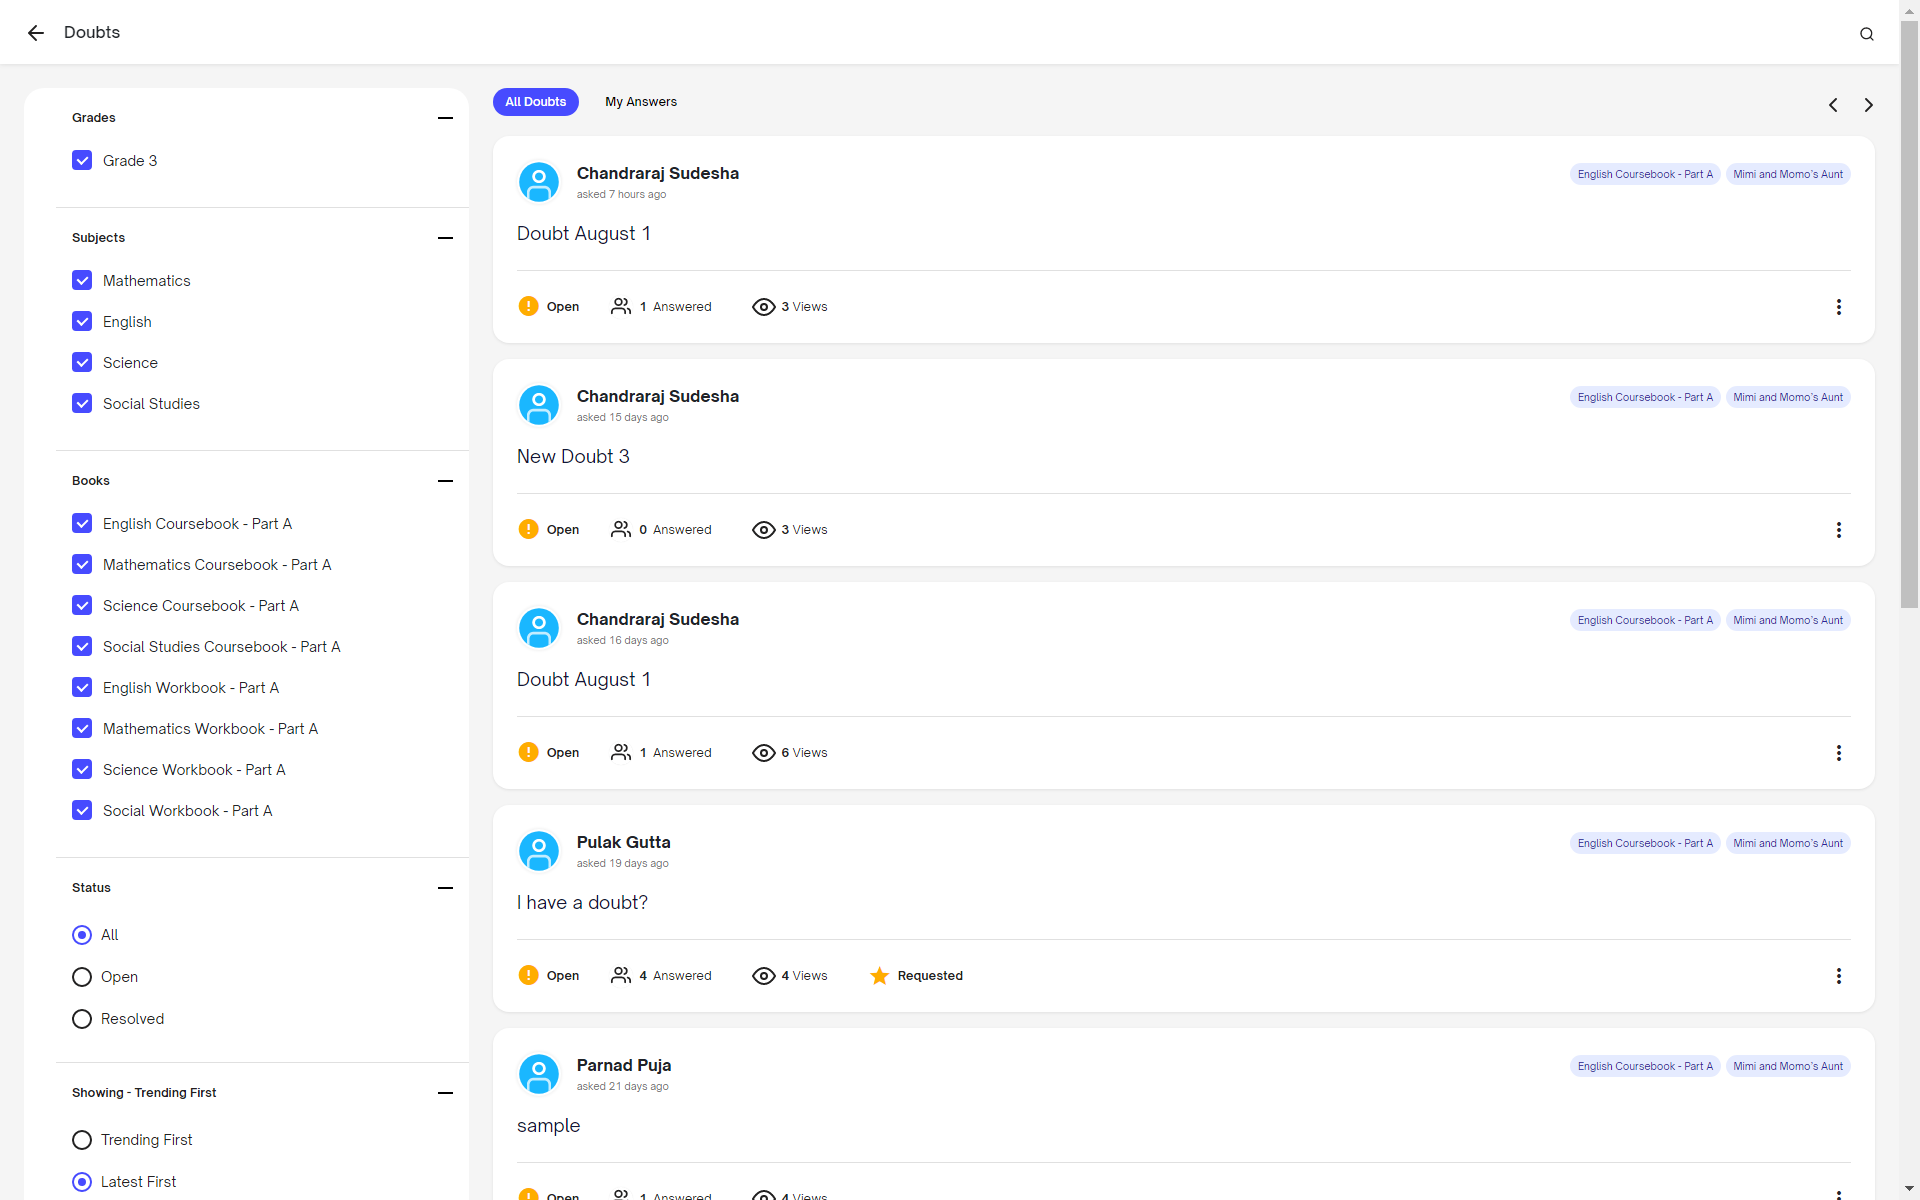 Doubts
Grades
Grade 3
Subjects
Mathematics
English
Science
Social Studies
Books
English Coursebook - Part A
Mathematics Coursebook - Part A
Science Coursebook - Part A
Social Studies Coursebook - Part A
English Workbook - Part A
Mathematics Workbook - Part A
Science Workbook - Part A
Social Workbook - Part A
Status
All
Open
Resolved
Showing - Trending First
Trending First
Latest First
All Doubts My Answers
Chandraraj Sudesha English Coursebook - Part A Mimi and Momo's Aunt
asked 7 hours ago
Doubt August 1
Open 1 Answered 3 Views
Chandraraj Sudesha English Coursebook - Part A Mimi and Momo's Aunt
asked 15 days ago
New Doubt 3
Open 0 Answered 3 Views
Chandraraj Sudesha English Coursebook - Part A Mimi and Momo's Aunt
asked 16 days ago
Doubt August 1
Open 1 Answered 6 Views
Pulak Gutta English Coursebook - Part A Mimi and Momo's Aunt
asked 19 days ago
I have a doubt?
Open 4 Answered 4 Views Requested
Parnad Puja English Coursebook - Part A Mimi and Momo's Aunt
asked 21 days ago
sample
Open 1 Answered 4 Views